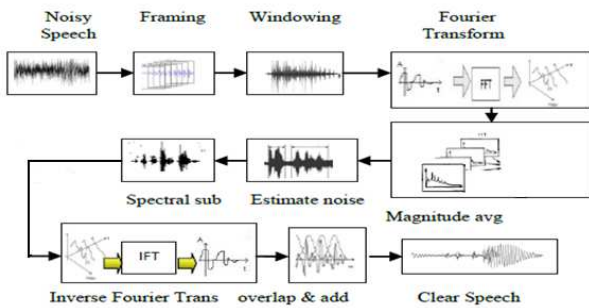 Noisy Speech
Framing
Windowing
Fourier Transform
FFT
Spectral sub
Estimate noise
Magnitude avg
IFT
Inverse Fourier Trans
overlap & add
Clear Speech